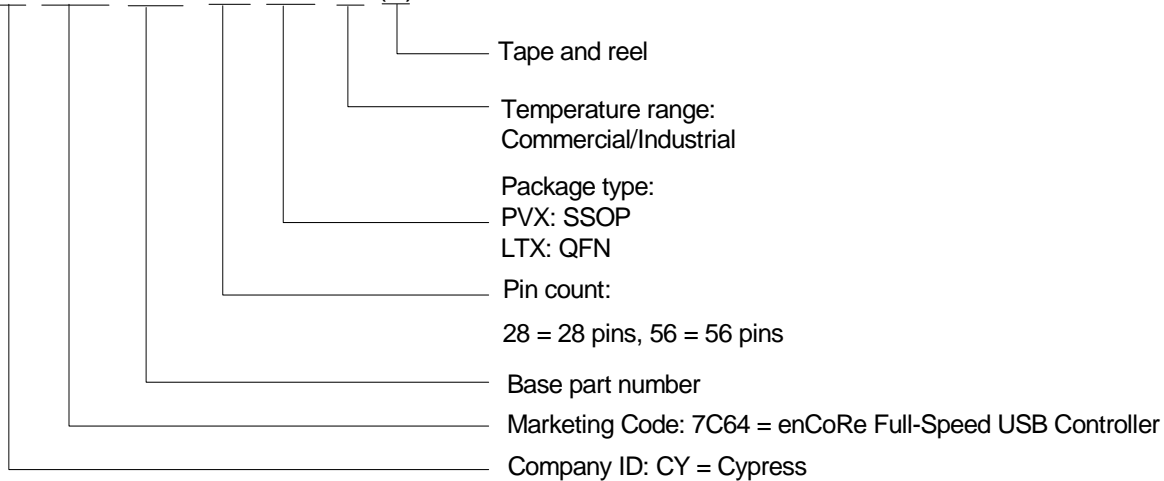 Tape and reel
Temperature range:
Commercial/Industrial
Package type:
PVX: SSOP
LTX: QFN
Pin count:
28 = 28 pins, 56 = 56 pins
Base part number
Marketing Code: 7C64 = enCoRe Full-Speed USB Controller
Company ID: CY = Cypress